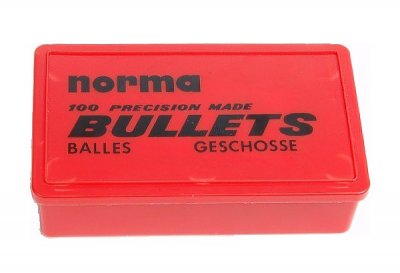 norma
100 PRECISION MADE
BULLETS
BALLES GESCHOSSE